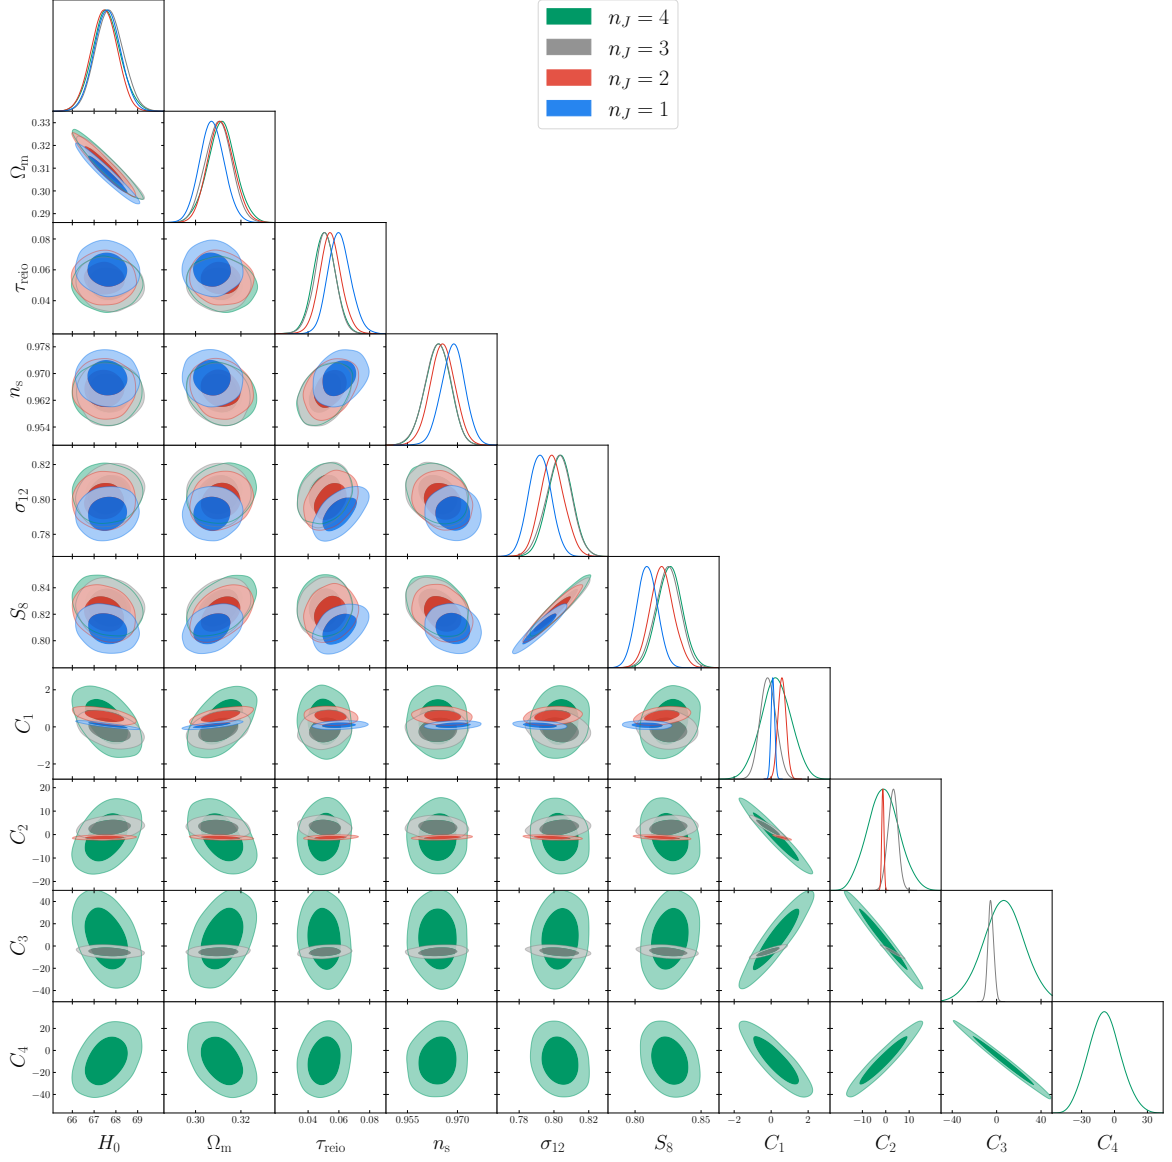 n_J = 4
n_J = 3
n_J = 2
n_J = 1
Ω_m
0.33
0.32
0.31
0.30
0.29
τ_reio
0.08
0.06
0.04
n_s
0.978
0.970
0.962
0.954
σ_12
0.82
0.80
0.78
S_8
0.84
0.82
0.80
C_1
2
0
−2
C_2
20
10
0
−10
−20
C_3
40
20
0
−20
−40
C_4
20
0
−20
−40
66 67 68 69 0.30 0.32 0.04 0.06 0.08 0.955 0.970 0.78 0.80 0.82 0.80 0.85 −2 0 2 −10 0 10 −40 0 40 −40 0 30
H_0 Ω_m τ_reio n_s σ_12 S_8 C_1 C_2 C_3 C_4